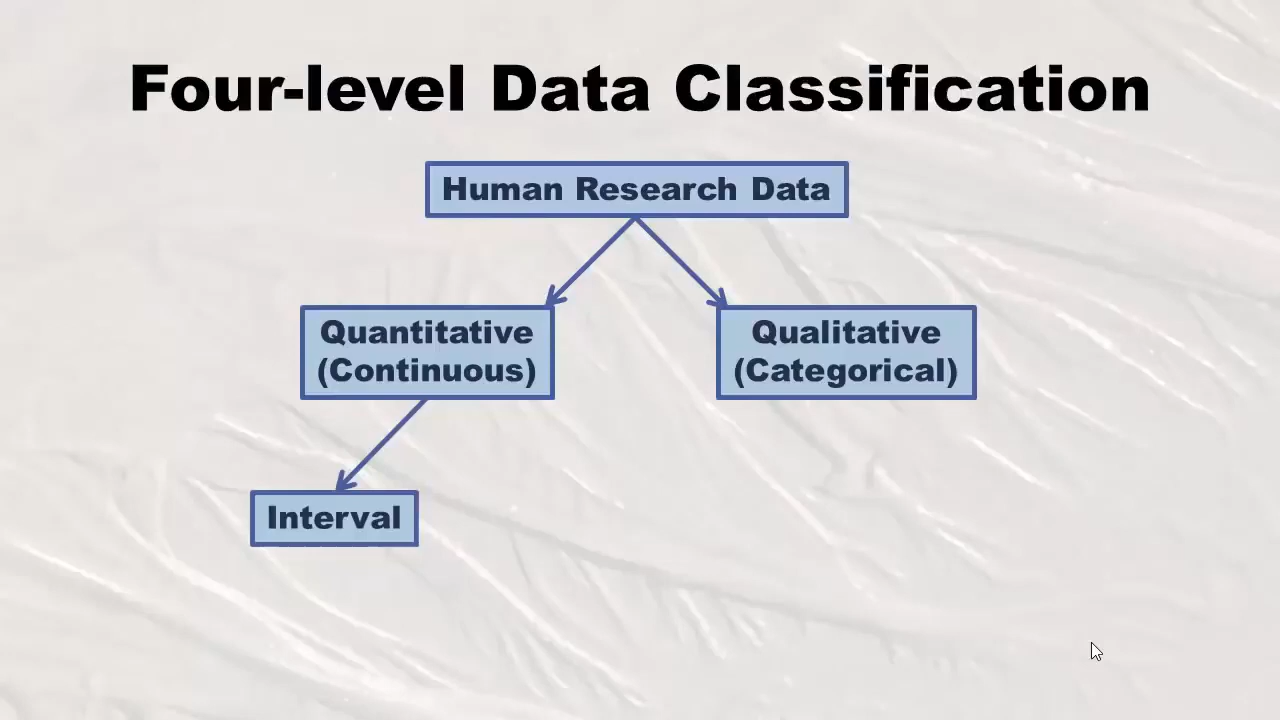 Four-level Data Classification
Human Research Data
Quantitative
(Continuous)
Qualitative
(Categorical)
Interval